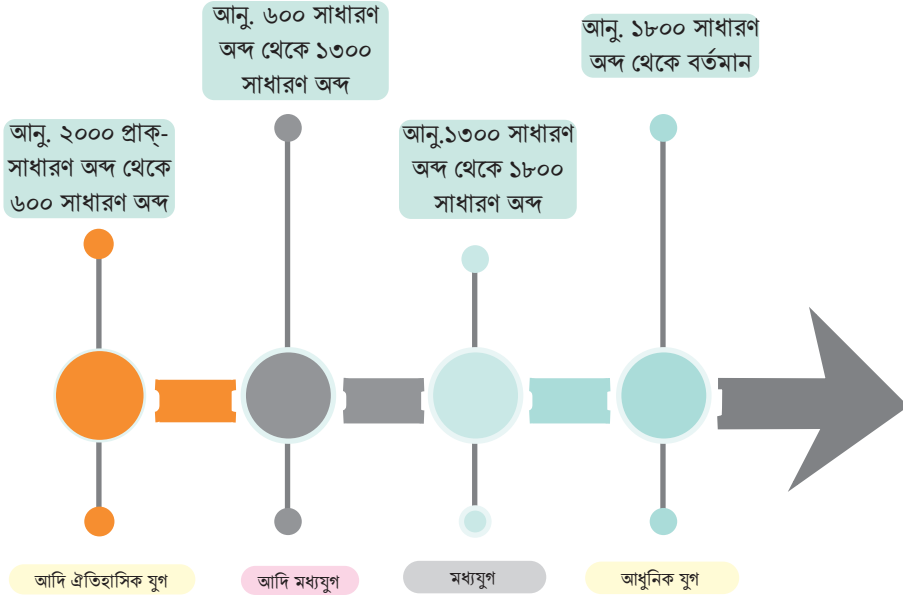 আনু. ২০০০ প্রাক্-
সাধারণ অব্দ থেকে
৬০০ সাধারণ অব্দ
আনু. ৬০০ সাধারণ
অব্দ থেকে ১৩০০
সাধারণ অব্দ
আনু.১৩০০ সাধারণ
অব্দ থেকে ১৮০০
সাধারণ অব্দ
আনু. ১৮০০ সাধারণ
অব্দ থেকে বর্তমান
আদি ঐতিহাসিক যুগ
আদি মধ্যযুগ
মধ্যযুগ
আধুনিক যুগ